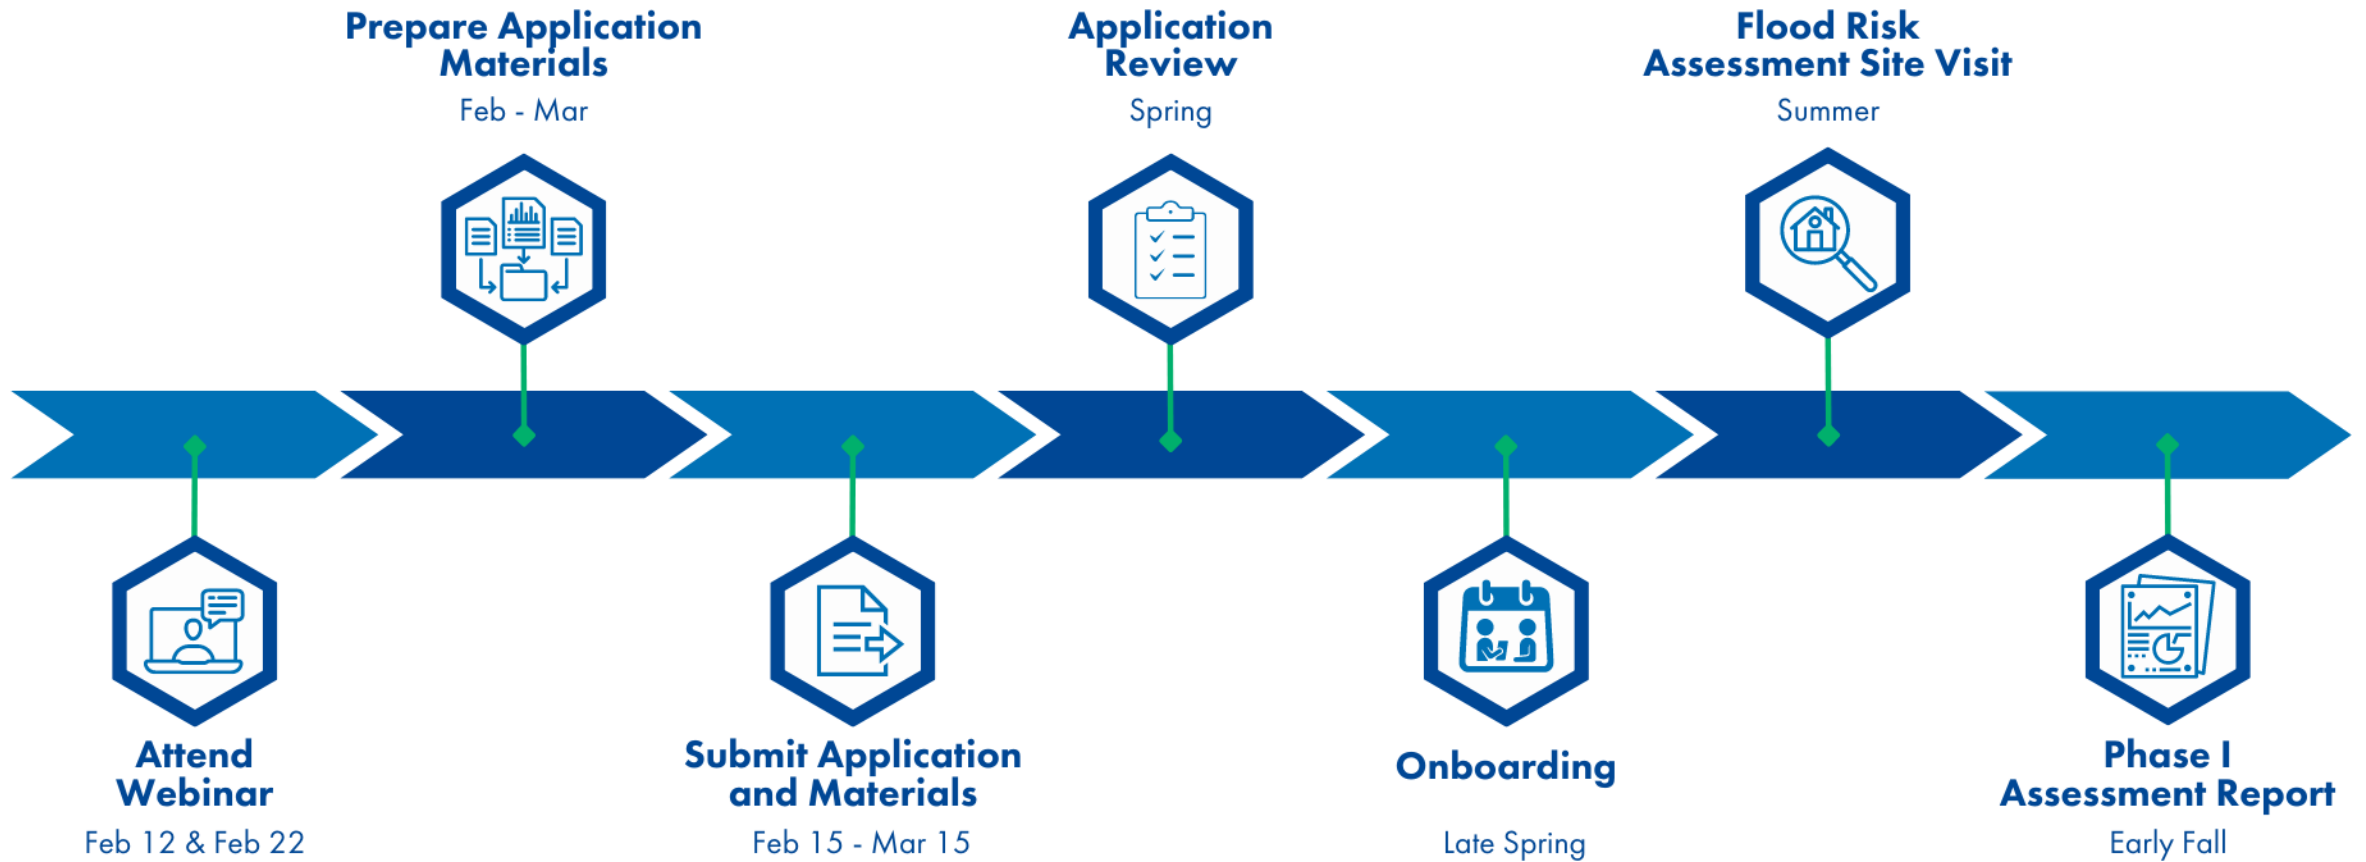 Prepare Application
Materials
Feb - Mar
Application
Review
Spring
Flood Risk
Assessment Site Visit
Summer
Attend
Webinar
Feb 12 & Feb 22
Submit Application
and Materials
Feb 15 - Mar 15
Onboarding
Late Spring
Phase I
Assessment Report
Early Fall